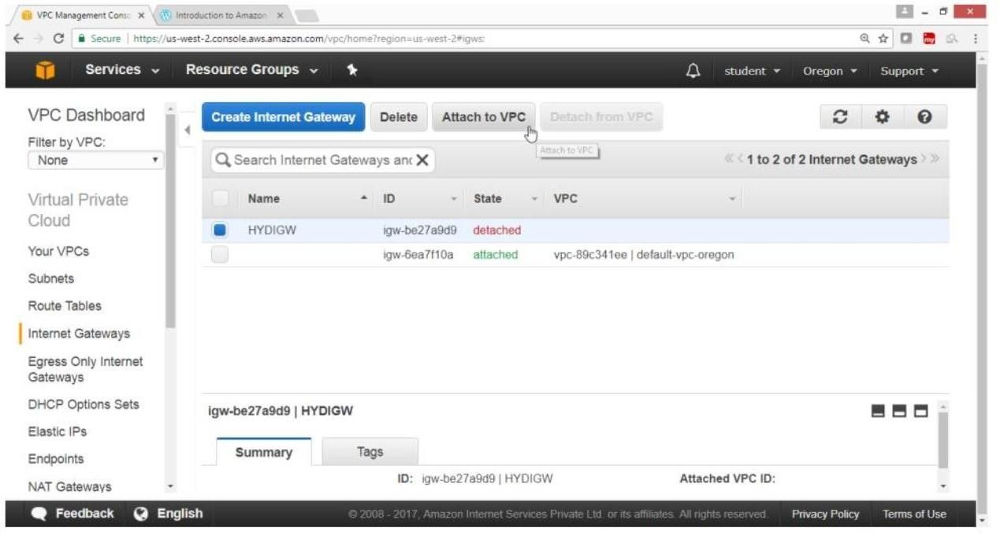 VPC Management Cons
Introduction to Amazon
Secure
https://us-west-2.console.aws.amazon.com/vpc/home?region=us-west-2#igws:
my
Services
Resource Groups
student
Oregon
Support
VPC Dashboard
Filter by VPC:
None
Virtual Private
Cloud
Your VPCs
Subnets
Route Tables
Internet Gateways
Egress Only Internet
Gateways
DHCP Options Sets
Elastic IPs
Endpoints
NAT Gateways
Create Internet Gateway
Delete
Attach to VPC
Detach from VPC
Attach to VPC
Search Internet Gateways and
1 to 2 of 2 Internet Gateways
Name ID State VPC
HYDIGW igw-be27a9d9 detached
igw-6ea7f10a attached vpc-89c341ee | default-vpc-oregon
igw-be27a9d9 | HYDIGW
Summary
Tags
ID: igw-be27a9d9 | HYDIGW
Attached VPC ID:
Feedback
English
© 2008 - 2017, Amazon Internet Services Private Ltd. or its affiliates. All rights reserved.
Privacy Policy
Terms of Use